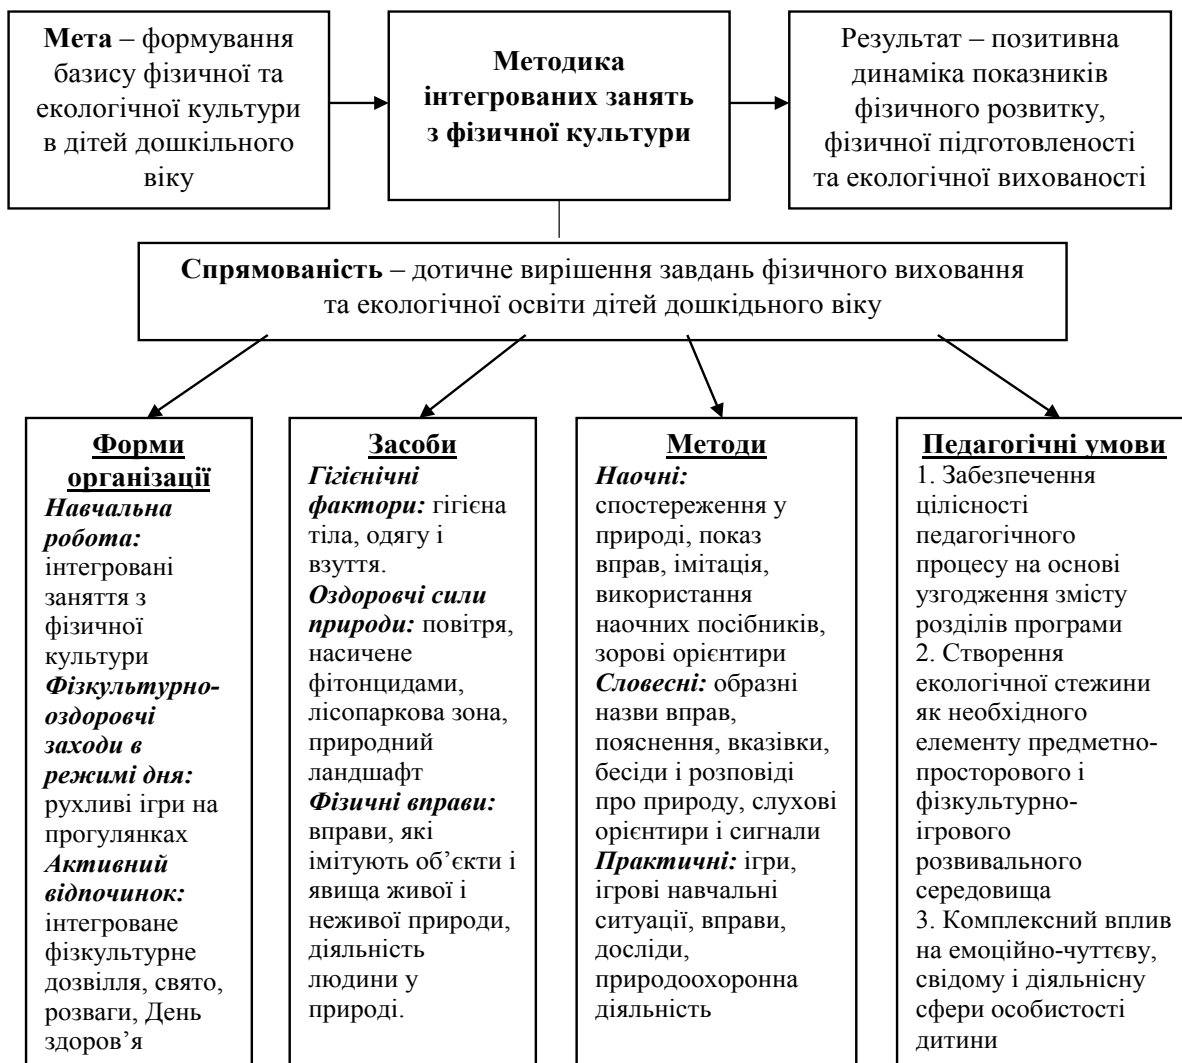 Мета – формування
базису фізичної та
екологічної культури
в дітей дошкільного
віку
Методика
інтегрованих занять
з фізичної культури
Результат – позитивна
динаміка показників
фізичного розвитку,
фізичної підготовленості
та екологічної вихованості
Спрямованість – дотичне вирішення завдань фізичного виховання
та екологічної освіти дітей дошкідьного віку
Форми
організації
Навчальна
робота:
інтегровані
заняття з
фізичної
культури
Фізкультурно-
оздоровчі
заходи в
режимі дня:
рухливі ігри на
прогулянках
Активний
відпочинок:
інтегроване
фізкультурне
дозвілля, свято,
розваги, День
здоров’я
Засоби
Гігієнічні
фактори: гігієна
тіла, одягу і
взуття.
Оздоровчі сили
природи: повітря,
насичене
фітонцидами,
лісопаркова зона,
природний
ландшафт
Фізичні вправи:
вправи, які
імітують об’єкти і
явища живої і
неживої природи,
діяльність
людини у
природі.
Методи
Наочні:
спостереження у
природі, показ
вправ, імітація,
використання
наочних посібників,
зорові орієнтири
Словесні: образні
назви вправ,
пояснення, вказівки,
бесіди і розповіді
про природу, слухові
орієнтири і сигнали
Практичні: ігри,
ігрові навчальні
ситуації, вправи,
досліди,
природоохоронна
діяльність
Педагогічні умови
1. Забезпечення
цілісності
педагогічного
процесу на основі
узгодження змісту
розділів програми
2. Створення
екологічної стежини
як необхідного
елементу предметно-
просторового і
фізкультурно-
ігрового
розвивального
середовища
3. Комплексний вплив
на емоційно-чуттєву,
свідому і діяльнісну
сфери особистості
дитини